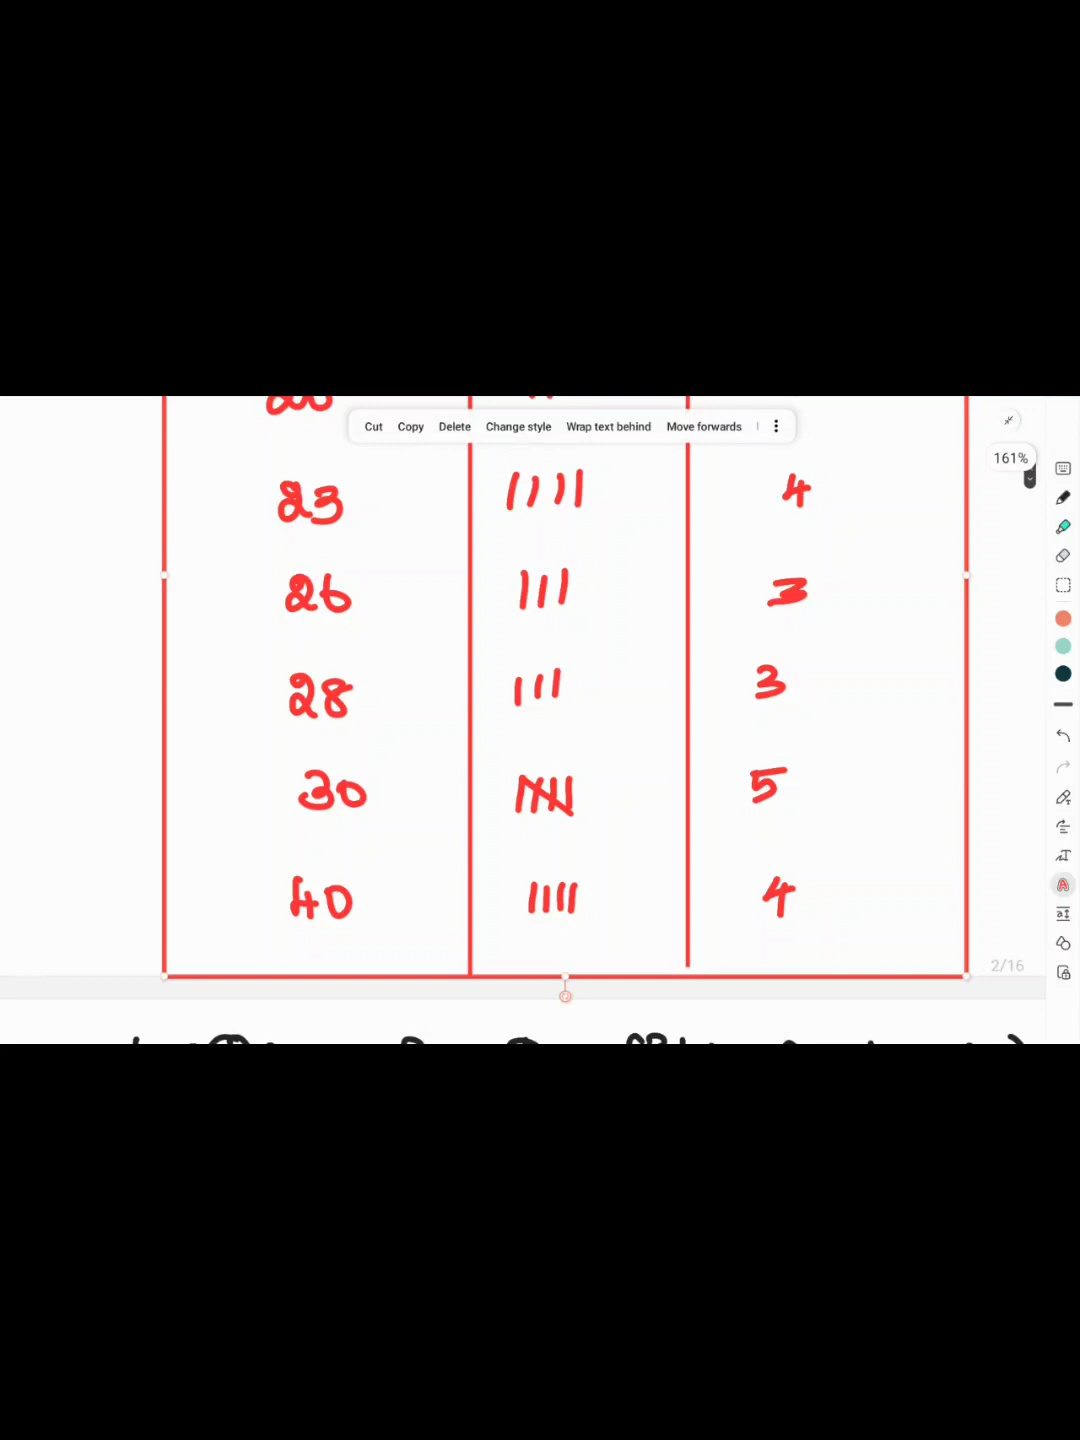 Cut Copy Delete Change style Wrap text behind Move forwards
161%
23 |||| 4
26 ||| 3
28 ||| 3
30 5
40 |||| 4
2/16